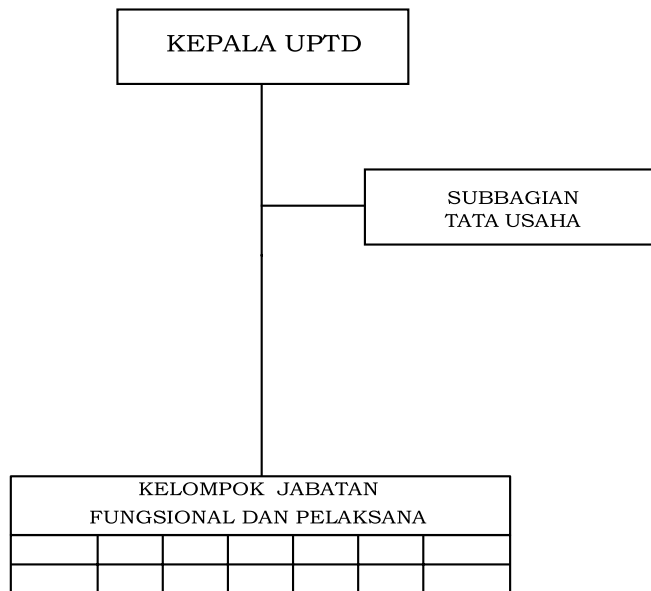 KEPALA UPTD
SUBBAGIAN
TATA USAHA
KELOMPOK JABATAN
FUNGSIONAL DAN PELAKSANA